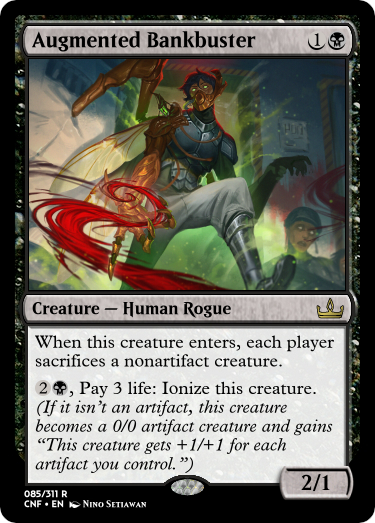 Augmented Bankbuster 1
Creature — Human Rogue
When this creature enters, each player
sacrifices a nonartifact creature.
2, Pay 3 life: Ionize this creature.
(If it isn't an artifact, this creature
becomes a 0/0 artifact creature and gains
“This creature gets +1/+1 for each
artifact you control.”)
2/1
085/311 R
CNF • EN Nino Setiawan